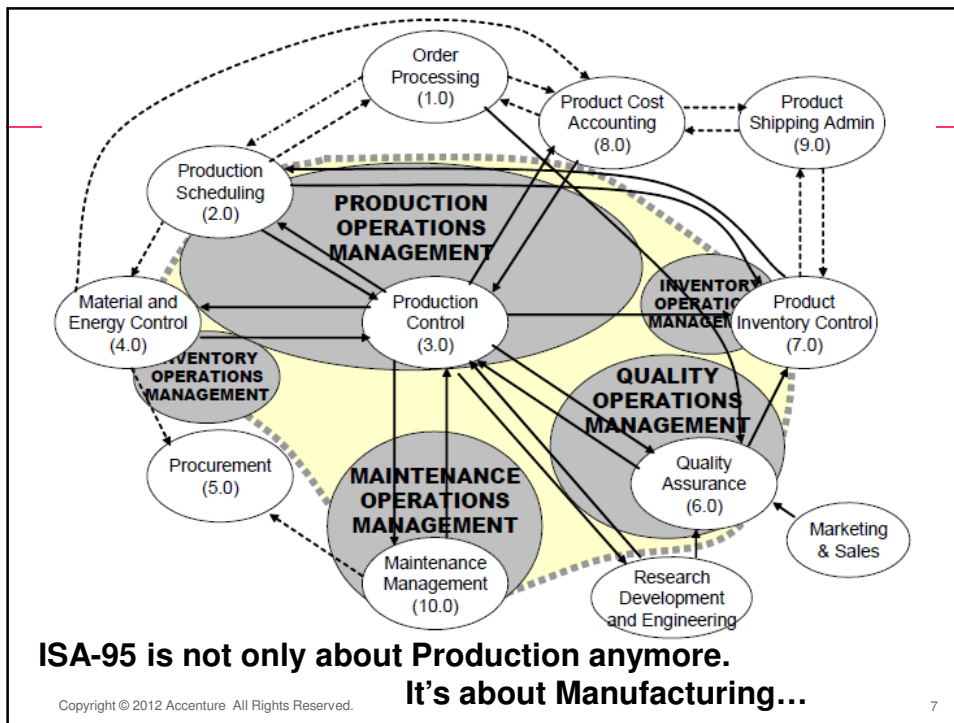 Order
Processing
(1.0)
Product Cost
Accounting
(8.0)
Product
Shipping Admin
(9.0)
Production
Scheduling
(2.0)
PRODUCTION
OPERATIONS
MANAGEMENT
Material and
Energy Control
(4.0)
Production
Control
(3.0)
INVENTORY
OPERATIONS
MANAGEMENT
Product
Inventory Control
(7.0)
INVENTORY
OPERATIONS
MANAGEMENT
QUALITY
OPERATIONS
MANAGEMENT
Procurement
(5.0)
MAINTENANCE
OPERATIONS
MANAGEMENT
Quality
Assurance
(6.0)
Marketing
& Sales
Maintenance
Management
(10.0)
Research
Development
and Engineering
ISA-95 is not only about Production anymore.
It's about Manufacturing…
Copyright © 2012 Accenture All Rights Reserved.
7